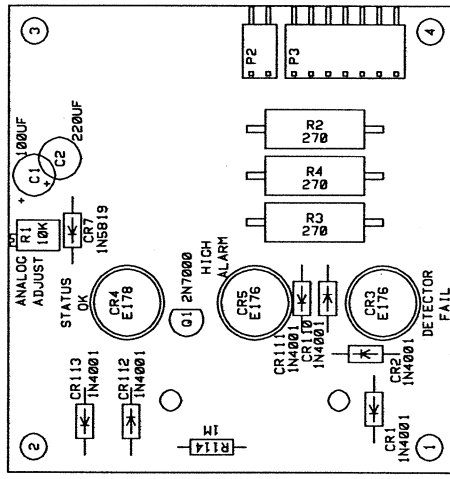 3
4
P2
P3
100UF
220UF
C1
C2
+
+
R2
270
R4
270
R3
270
R1
10K
CR7
1N5819
ANALOG
ADJUST
STATUS
OK
CR4
E178
Q1 2N7000
HIGH
ALARM
CR5
E176
CR3
E176
DETECTOR
FAIL
CR111
1N4001
CR110
1N4001
CR2
1N4001
CR113
1N4001
CR112
1N4001
CR1
1N4001
R114
1M
2
1